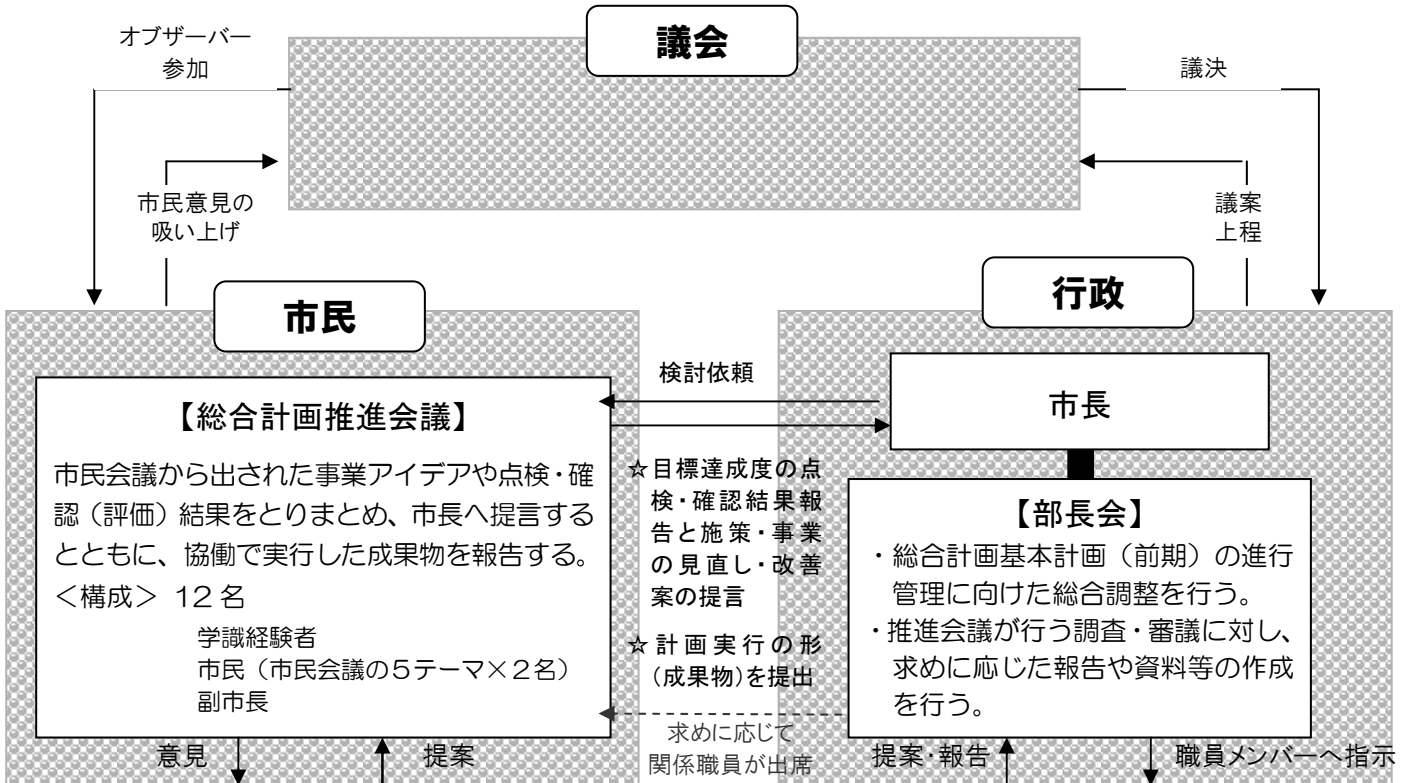 議会
オブザーバー
参加
議決
市民意見の
吸い上げ
議案
上程
市民
行政
【総合計画推進会議】
市民会議から出された事業アイデアや点検・確
認（評価）結果をとりまとめ、市長へ提言する
とともに、協働で実行した成果物を報告する。
＜構成＞ 12名
学識経験者
市民（市民会議の5テーマ×2名）
副市長
検討依頼
☆目標達成度の点
検・確認結果報
告と施策・事業
の見直し・改善
案の提言
☆計画実行の形
（成果物）を提出
求めに応じて
関係職員が出席
市長
【部長会】
・総合計画基本計画（前期）の進行
管理に向けた総合調整を行う。
・推進会議が行う調査・審議に対し、
求めに応じた報告や資料等の作成
を行う。
意見
提案
提案・報告
職員メンバーへ指示